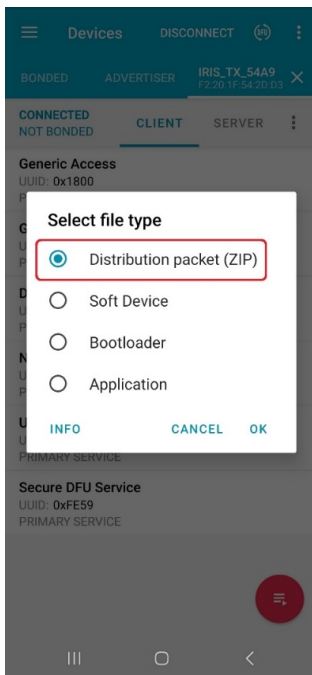 Devices
DISCONNECT
BONDED
ADVERTISER
IRIS_TX_54A9
F2:20:1F:54:2D:D3
CONNECTED
NOT BONDED
CLIENT
SERVER
Generic Access
UUID: 0x1800
P
G
U
P
Select file type
Distribution packet (ZIP)
D
U
P
Soft Device
Bootloader
N
U
P
Application
U
U
INFO
CANCEL
OK
PRIMARY SERVICE
Secure DFU Service
UUID: 0xFE59
PRIMARY SERVICE